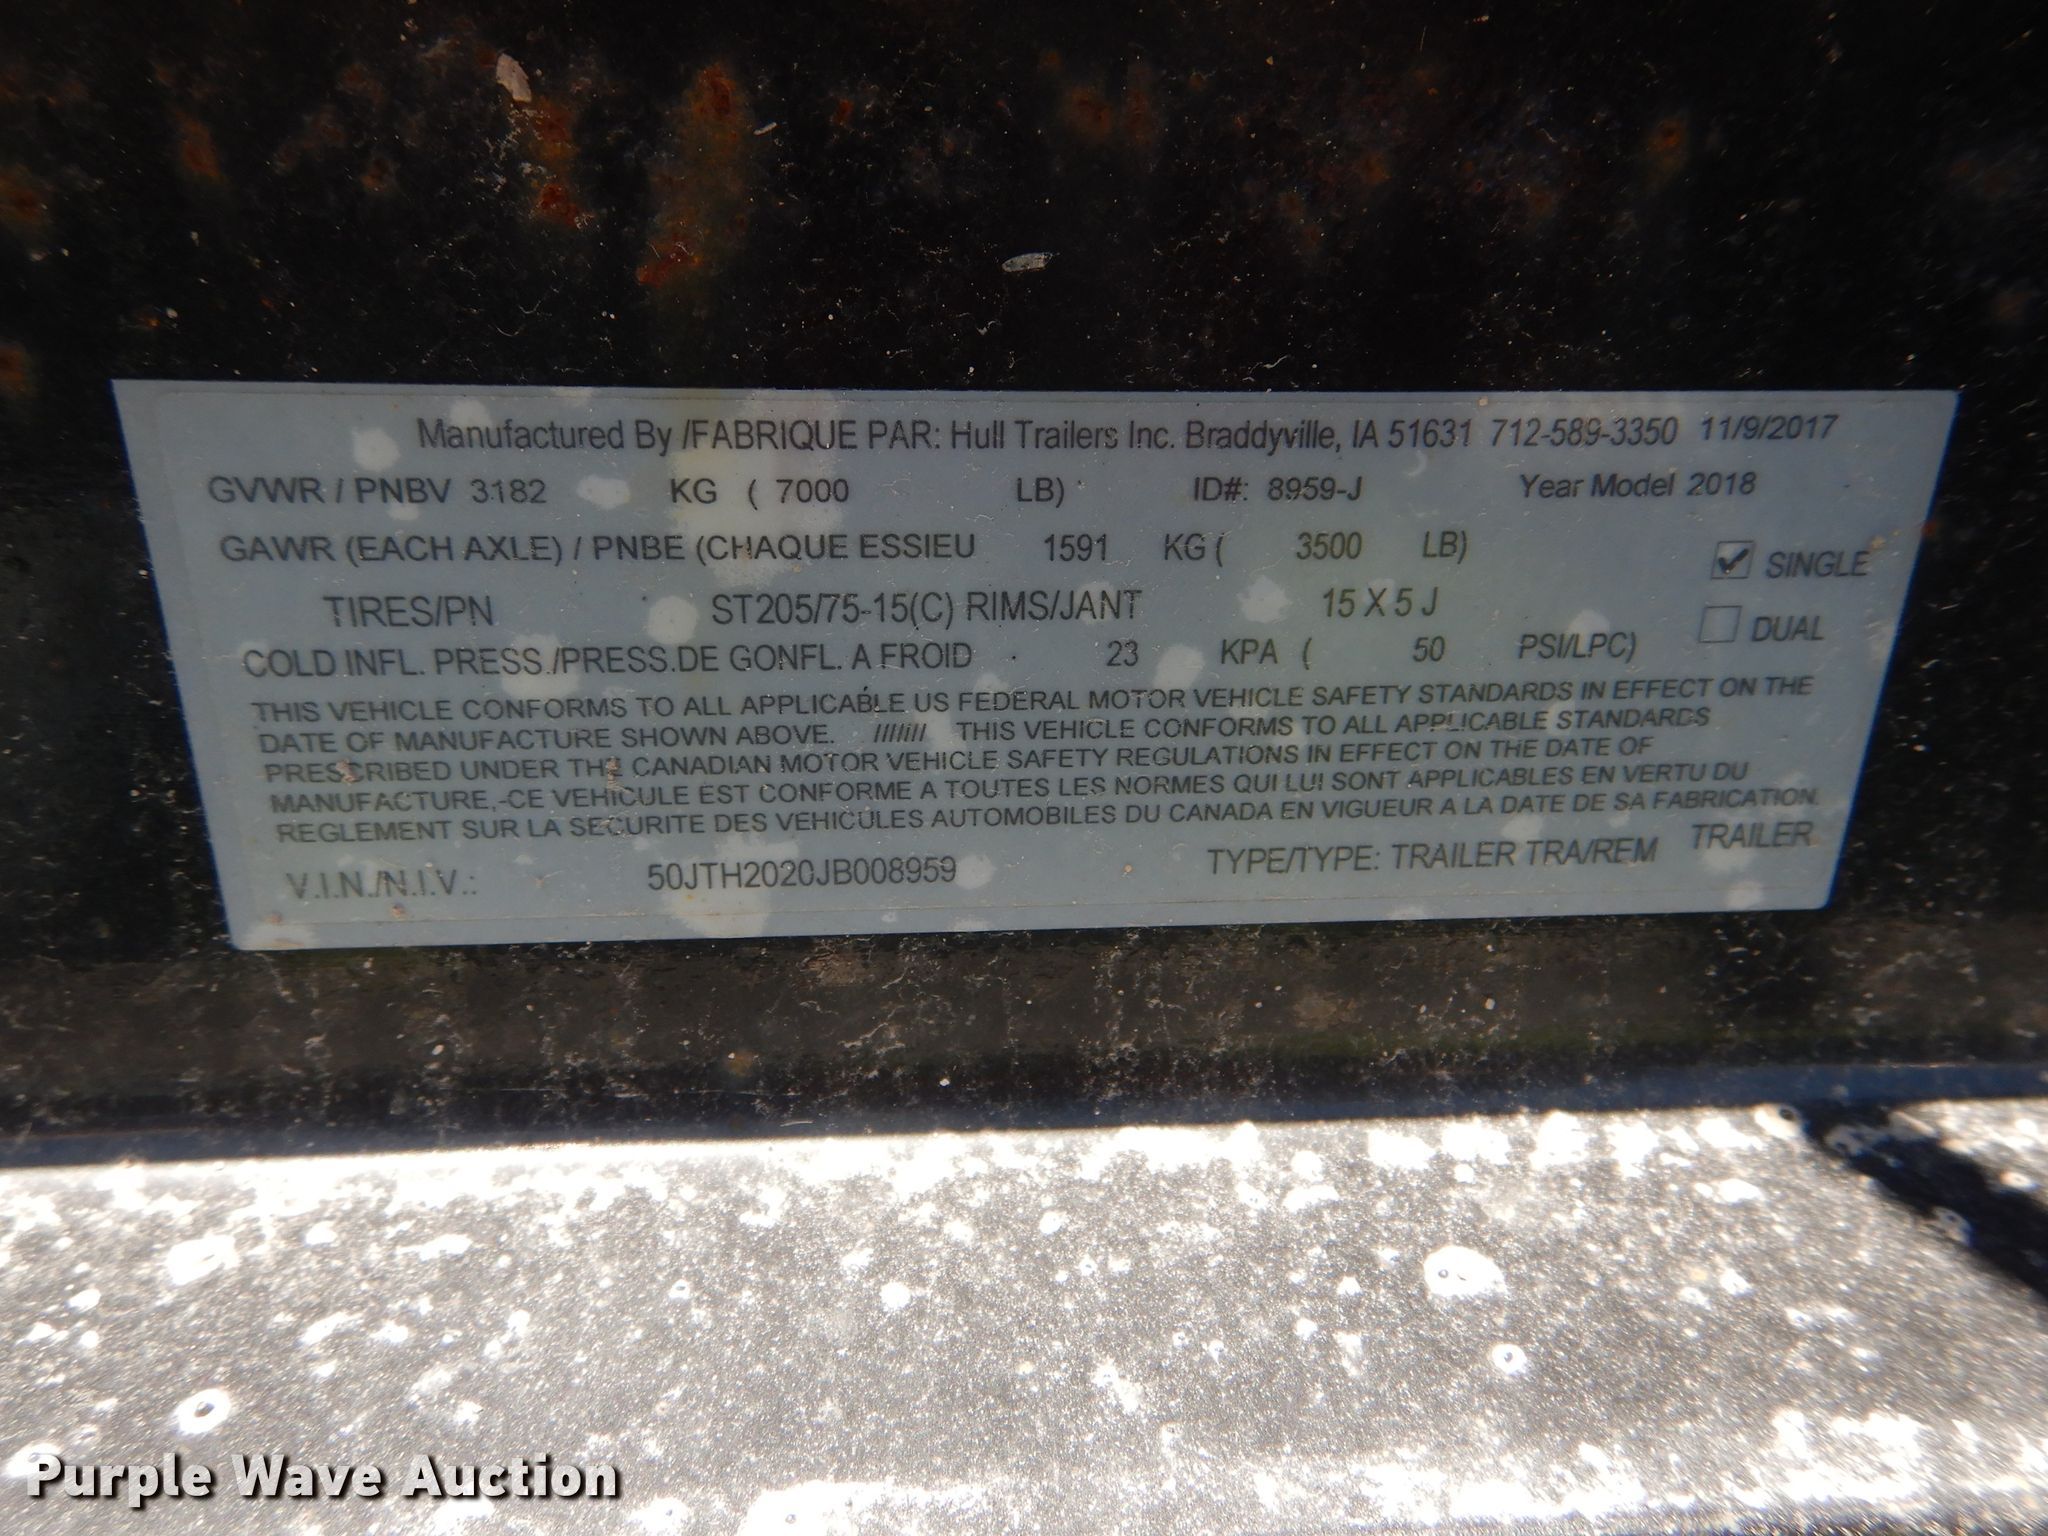 Manufactured By /FABRIQUE PAR: Hull Trailers Inc. Braddyville, IA 51631 712-589-3350 11/9/2017
GVWR / PNBV 3182 KG ( 7000 LB) ID#: 8959-J Year Model 2018
GAWR (EACH AXLE) / PNBE (CHAQUE ESSIEU 1591 KG ( 3500 LB)
SINGLE
TIRES/PN ST205/75-15(C) RIMS/JANT 15 X 5 J
DUAL
COLD INFL. PRESS./PRESS.DE GONFL. A FROID 23 KPA ( 50 PSI/LPC)
THIS VEHICLE CONFORMS TO ALL APPLICABLE US FEDERAL MOTOR VEHICLE SAFETY STANDARDS IN EFFECT ON THE
DATE OF MANUFACTURE SHOWN ABOVE. /////// THIS VEHICLE CONFORMS TO ALL APPLICABLE STANDARDS
PRESCRIBED UNDER THE CANADIAN MOTOR VEHICLE SAFETY REGULATIONS IN EFFECT ON THE DATE OF
MANUFACTURE,-CE VEHICULE EST CONFORME A TOUTES LES NORMES QUI LUI SONT APPLICABLES EN VERTU DU
REGLEMENT SUR LA SECURITE DES VEHICULES AUTOMOBILES DU CANADA EN VIGUEUR A LA DATE DE SA FABRICATION.
V.I.N./N.I.V.: 50JTH2020JB008959 TYPE/TYPE: TRAILER TRA/REM TRAILER
Purple Wave Auction